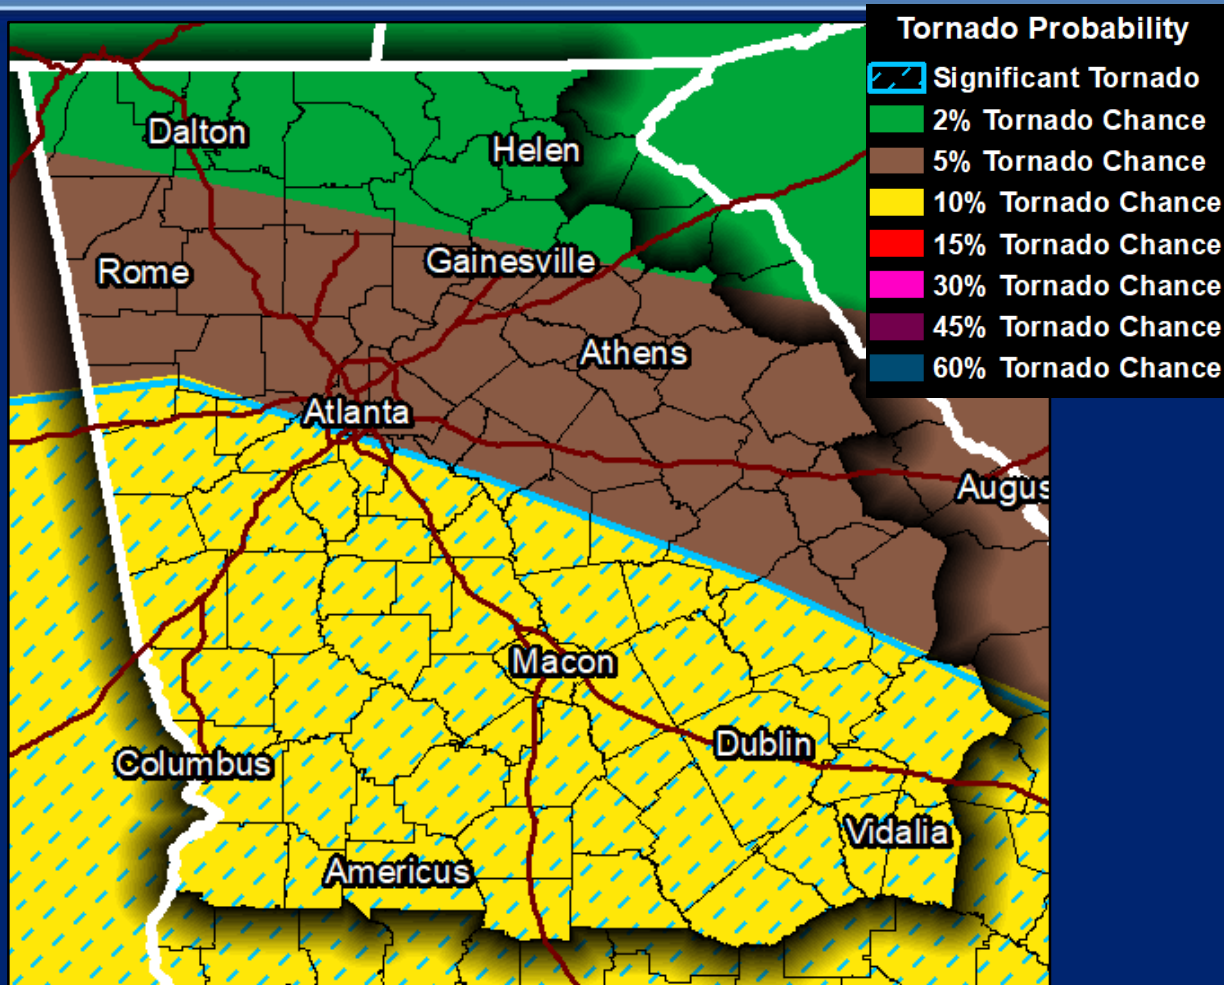 Tornado Probability
Significant Tornado
2% Tornado Chance
5% Tornado Chance
10% Tornado Chance
15% Tornado Chance
30% Tornado Chance
45% Tornado Chance
60% Tornado Chance
Dalton
Helen
Rome
Gainesville
Athens
Atlanta
Augus
Macon
Dublin
Columbus
Vidalia
Americus